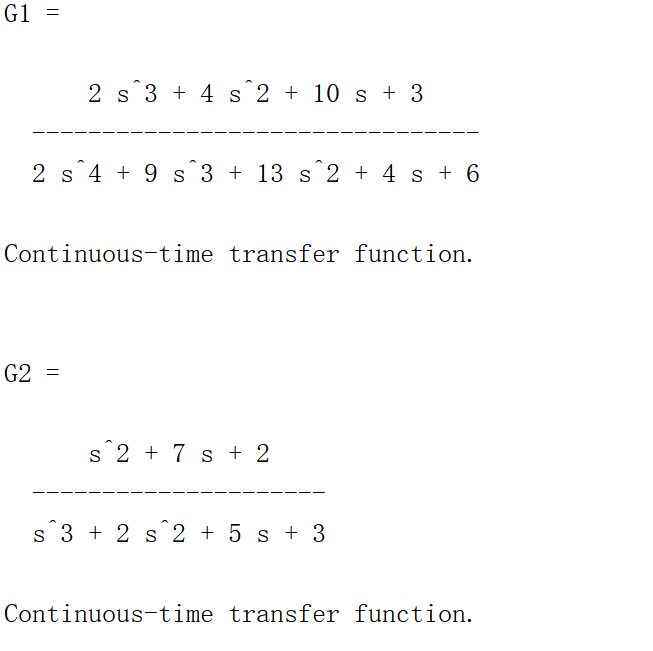 G1 =
2 s^3 + 4 s^2 + 10 s + 3
--------------------------------
2 s^4 + 9 s^3 + 13 s^2 + 4 s + 6
Continuous-time transfer function.
G2 =
s^2 + 7 s + 2
---------------------
s^3 + 2 s^2 + 5 s + 3
Continuous-time transfer function.